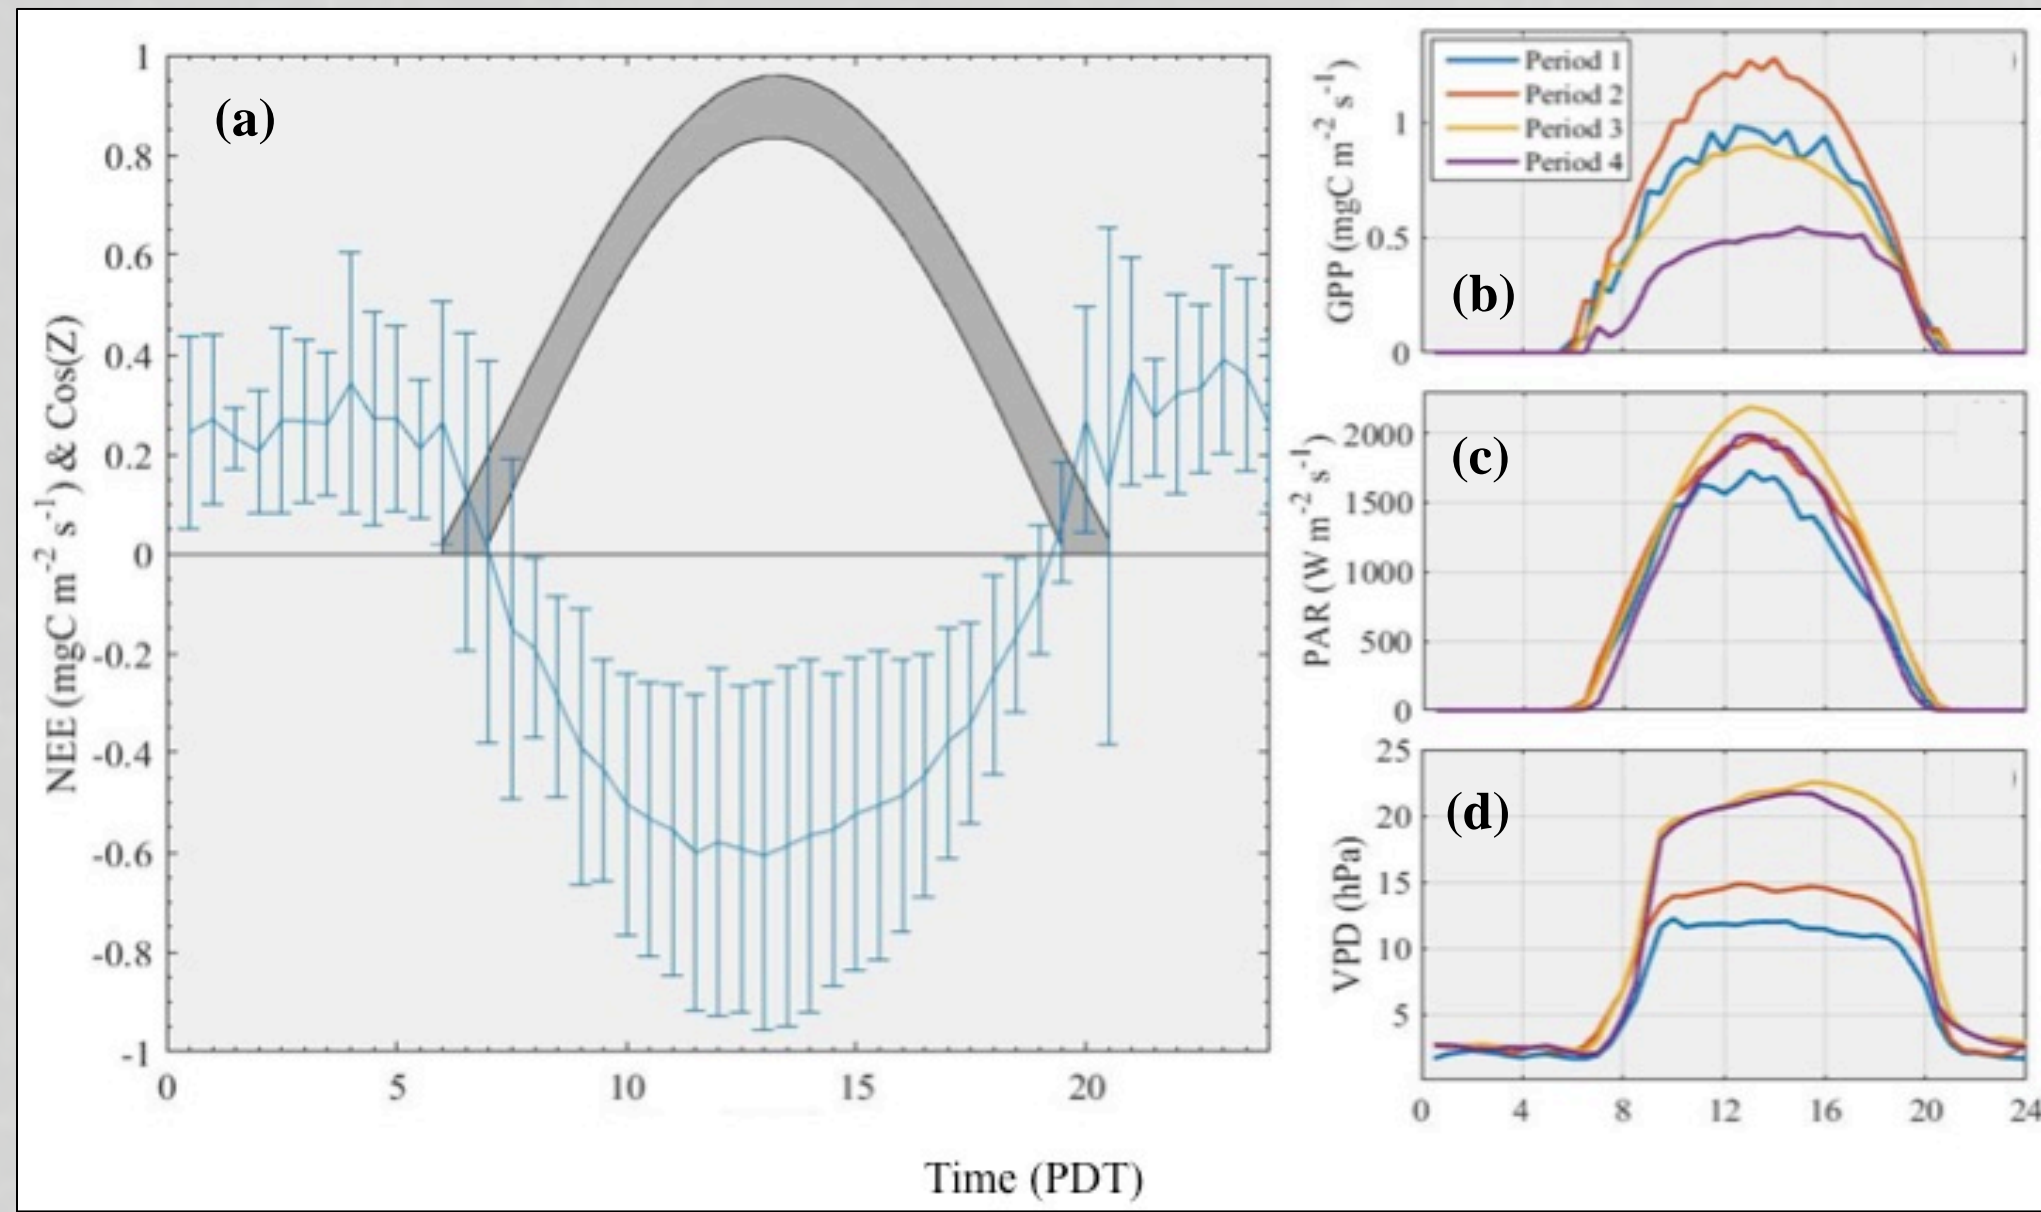 (a)
NEE (mgC m-2 s-1) & Cos(Z)
1
0.8
0.6
0.4
0.2
0
-0.2
-0.4
-0.6
-0.8
-1
0 5 10 15 20
Time (PDT)
Period 1
Period 2
Period 3
Period 4
(b)
GPP (mgC m-2 s-1)
1
0.5
0
(c)
PAR (W m-2 s-1)
2000
1500
1000
500
0
(d)
VPD (hPa)
25
20
15
10
5
0 4 8 12 16 20 24